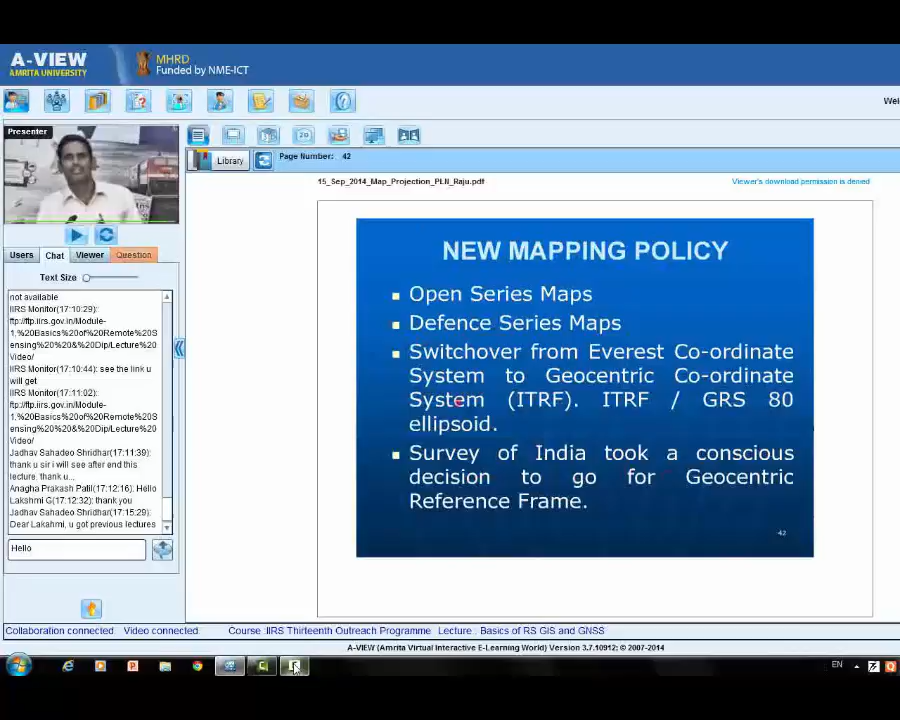 A-VIEW
AMRITA UNIVERSITY
MHRD
Funded by NME-ICT
Wel
Presenter
Library
Page Number: 42
15_Sep_2014_Map_Projection_PLN_Raju.pdf
Viewer's download permission is denied
Users Chat Viewer Question
Text Size
not available
IIRS Monitor(17:10:29):
ftp://ftp.iirs.gov.in/Module-
1,%20Basics%20of%20Remote%20S
ensing%20%20&%20Dip/Lecture%20
Video/
IIRS Monitor(17:10:44): see the link u
will get
IIRS Monitor(17:11:02):
ftp://ftp.iirs.gov.in/Module-
1,%20Basics%20of%20Remote%20S
ensing%20%20&%20Dip/Lecture%20
Video/
Jadhav Sahadeo Shridhar(17:11:39):
thank u sir i will see after end this
lecture, thank u...
Anagha Prakash Patil(17:12:16): Hello
Lakshmi G(17:12:32): thank you
Jadhav Sahadeo Shridhar(17:15:29):
Dear Lakahmi, u got previous lectures
Hello
NEW MAPPING POLICY
Open Series Maps
Defence Series Maps
Switchover from Everest Co-ordinate
System to Geocentric Co-ordinate
System (ITRF). ITRF / GRS 80
ellipsoid.
Survey of India took a conscious
decision to go for Geocentric
Reference Frame.
42
Collaboration connected Video connected Course :IIRS Thirteenth Outreach Programme Lecture : Basics of RS GIS and GNSS
A-VIEW (Amrita Virtual Interactive E-Learning World) Version 3.7.10912; © 2007-2014
EN